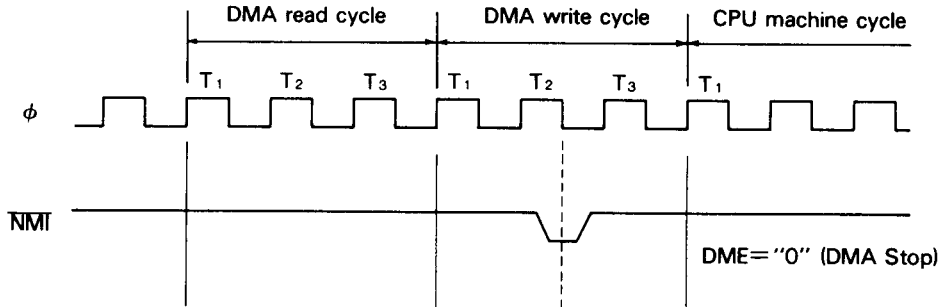 DMA read cycle DMA write cycle CPU machine cycle
T1 T2 T3 T1 T2 T3 T1
ϕ
N̅M̅I̅
DME="0" (DMA Stop)